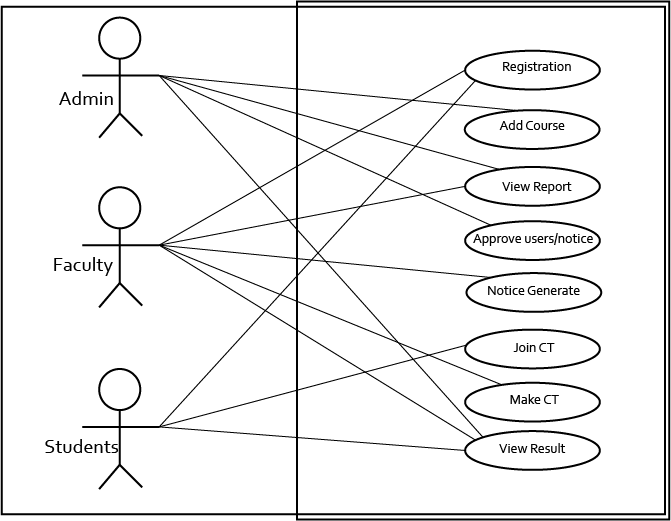 Admin
Faculty
Students
Registration
Add Course
View Report
Approve users/notice
Notice Generate
Join CT
Make CT
View Result